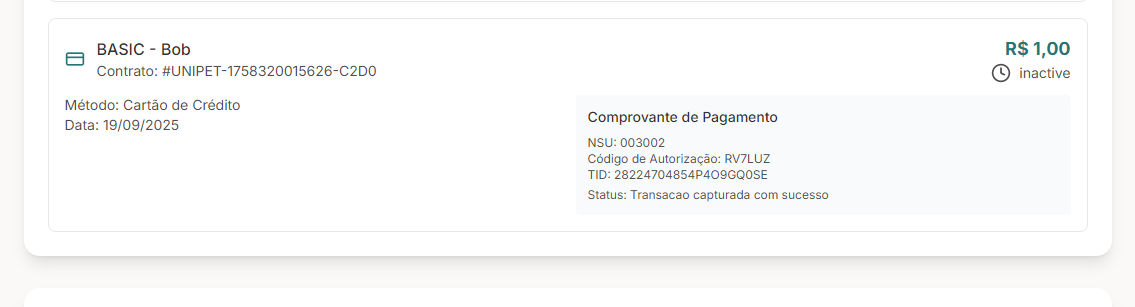 BASIC - Bob
R$ 1,00
Contrato: #UNIPET-1758320015626-C2D0
inactive
Método: Cartão de Crédito
Data: 19/09/2025
Comprovante de Pagamento
NSU: 003002
Código de Autorização: RV7LUZ
TID: 28224704854P4O9GQ0SE
Status: Transacao capturada com sucesso